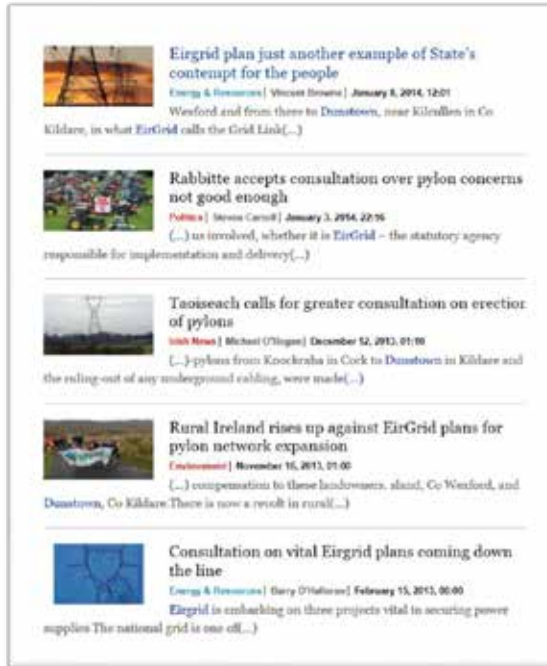 Eirgrid plan just another example of State's
contempt for the people
Energy & Resources | Vincent Browne | January 8, 2014, 12:01
Wexford and from there to Dunstown, near Kilcullen in Co
Kildare, in what EirGrid calls the Grid Link(...)
Rabbitte accepts consultation over pylon concerns
not good enough
Politics | Steven Carroll | January 3, 2014, 22:16
(...) us involved, whether it is EirGrid – the statutory agency
responsible for implementation and delivery(...)
Taoiseach calls for greater consultation on erection
of pylons
Irish News | Michael O'Regan | December 12, 2013, 01:10
(...)-pylons from Knockraha in Cork to Dunstown in Kildare and
the ruling-out of any underground cabling, were made(...)
Rural Ireland rises up against EirGrid plans for
pylon network expansion
Environment | November 16, 2013, 01:00
(...) compensation to these landowners. sland, Co Wexford, and
Dunstown, Co Kildare.There is now a revolt in rural(...)
Consultation on vital Eirgrid plans coming down
the line
Energy & Resources | Barry O'Halloran | February 15, 2013, 00:00
Eirgrid is embarking on three projects vital to securing power
supplies The national grid is one of(...)